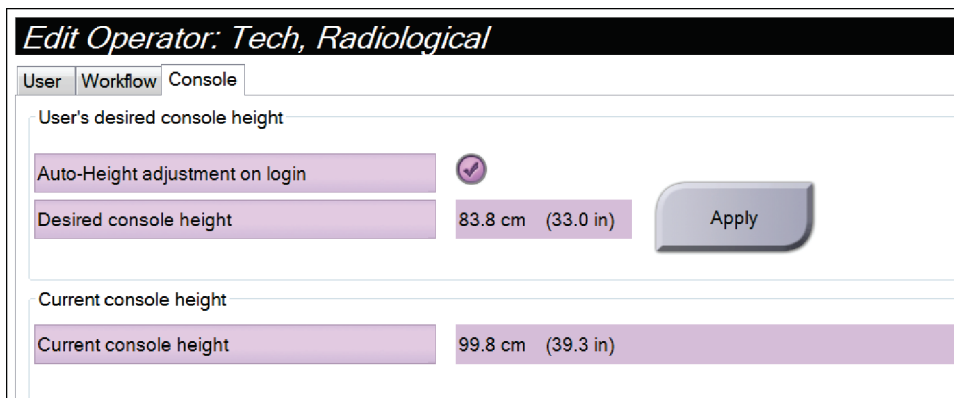 Edit Operator: Tech, Radiological
User Workflow Console
User's desired console height
Auto-Height adjustment on login
Desired console height 83.8 cm (33.0 in) Apply
Current console height
Current console height 99.8 cm (39.3 in)